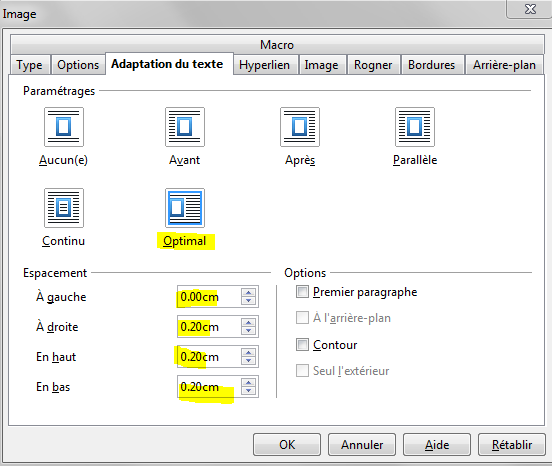 Image
Macro
Type Options Adaptation du texte Hyperlien Image Rogner Bordures Arrière-plan
Paramétrages
Aucun(e) Avant Après Parallèle
Continu Optimal
Espacement Options
À gauche 0.00cm Premier paragraphe
À droite 0.20cm À l'arrière-plan
En haut 0.20cm Contour
En bas 0.20cm Seul l'extérieur
OK Annuler Aide Rétablir